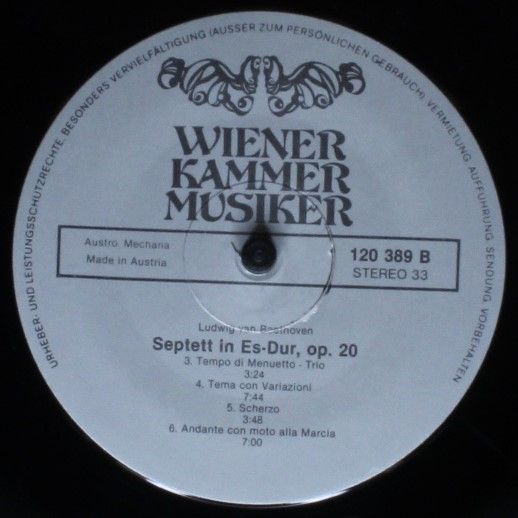 URHEBER- UND LEISTUNGSSCHUTZRECHTE, BESONDERS VERVIELFÄLTIGUNG (AUSSER ZUM PERSÖNLICHEN GEBRAUCH), VERMIETUNG, AUFFÜHRUNG, SENDUNG, VORBEHALTEN
WIENER
KAMMER
MUSIKER
Austro Mechana
Made in Austria
120 389 B
STEREO 33
Ludwig van Beethoven
Septett in Es-Dur, op. 20
3. Tempo di Menuetto - Trio
3:24
4. Tema con Variazioni
7:44
5. Scherzo
3:48
6. Andante con moto alla Marcia
7:00